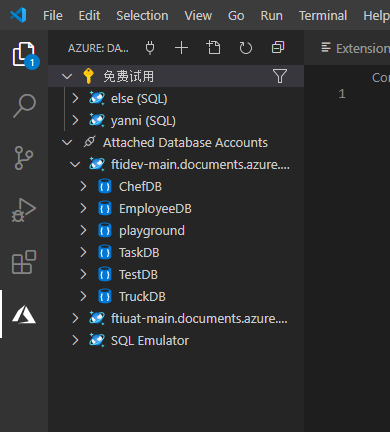 File Edit Selection View Go Run Terminal Help
AZURE: DA...
Extension
1
免费试用
Cor
else (SQL)
1
yanni (SQL)
Attached Database Accounts
ftidev-main.documents.azure....
ChefDB
EmployeeDB
playground
TaskDB
TestDB
TruckDB
ftiuat-main.documents.azure....
SQL Emulator